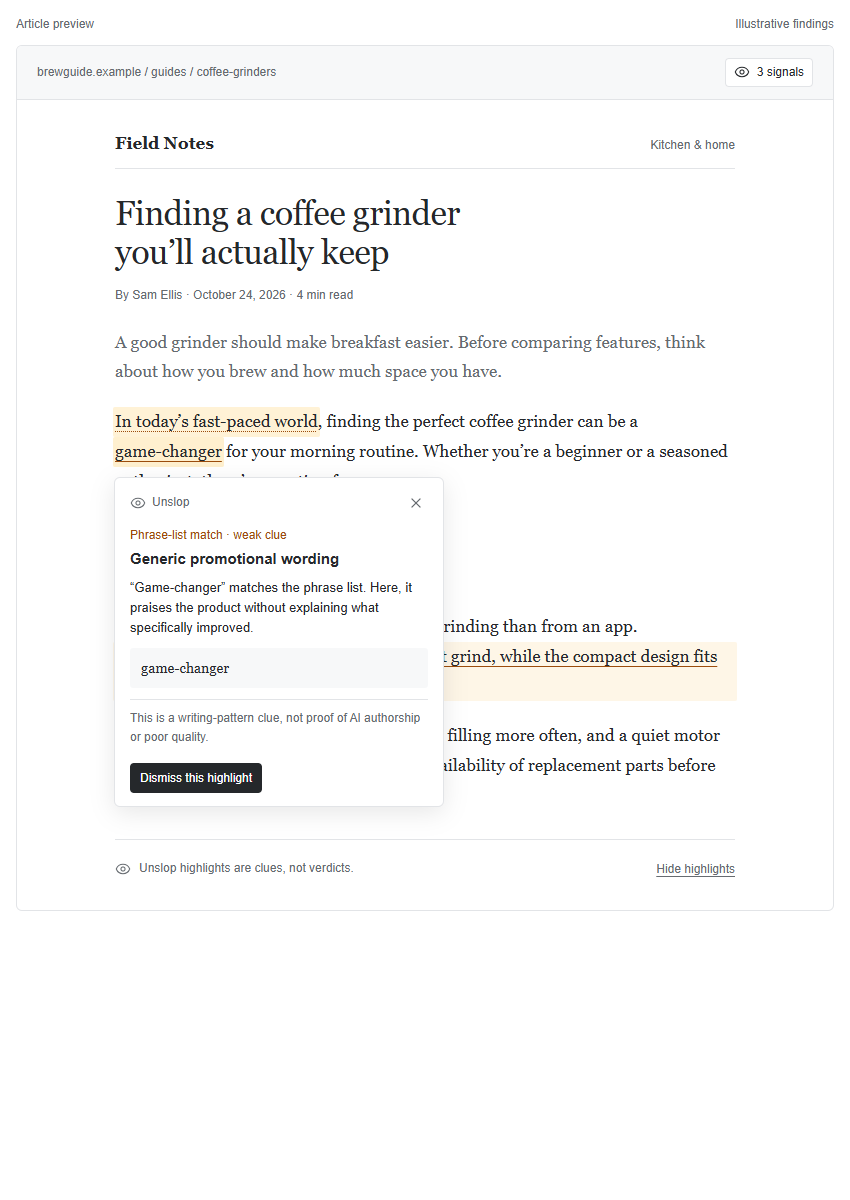 Article preview
Illustrative findings
brewguide.example / guides / coffee-grinders
3 signals
Field Notes
Kitchen & home
Finding a coffee grinder
you’ll actually keep
By Sam Ellis · October 24, 2026 · 4 min read
A good grinder should make breakfast easier. Before comparing features, think
about how you brew and how much space you have.
In today’s fast-paced world, finding the perfect coffee grinder can be a
game-changer for your morning routine. Whether you’re a beginner or a seasoned
Unslop
Phrase-list match · weak clue
Generic promotional wording
“Game-changer” matches the phrase list. Here, it
praises the product without explaining what
specifically improved.
game-changer
This is a writing-pattern clue, not proof of AI authorship
or poor quality.
Dismiss this highlight
than from an app.
grind, while the compact design fits
filling more often, and a quiet motor
of replacement parts before
Unslop highlights are clues, not verdicts.
Hide highlights